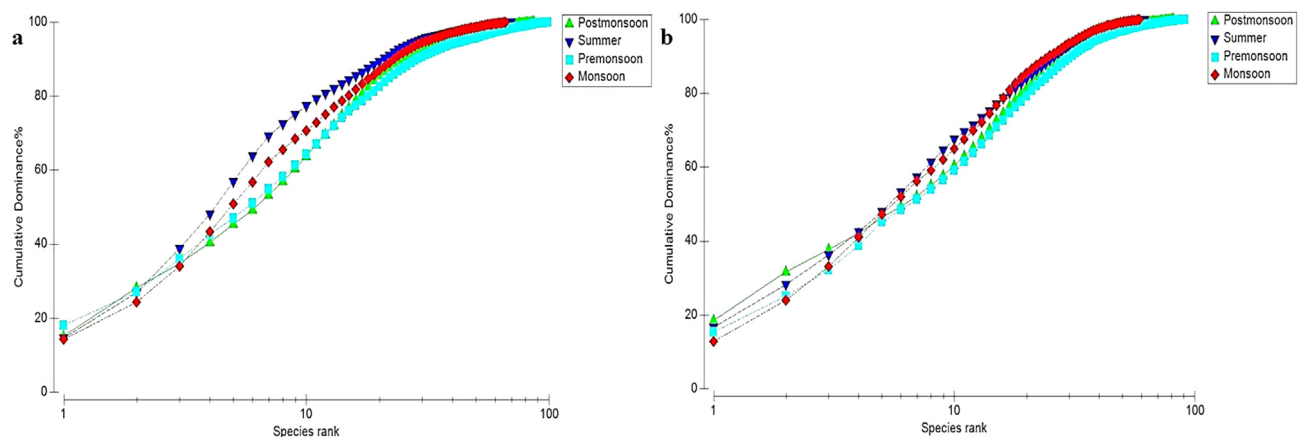 a
100
80
60
40
20
0
Cumulative Dominance%
1
10
100
Species rank
Postmonsoon
Summer
Premonsoon
Monsoon
b
100
80
60
40
20
0
Cumulative Dominance%
1
10
100
Species rank
Postmonsoon
Summer
Premonsoon
Monsoon